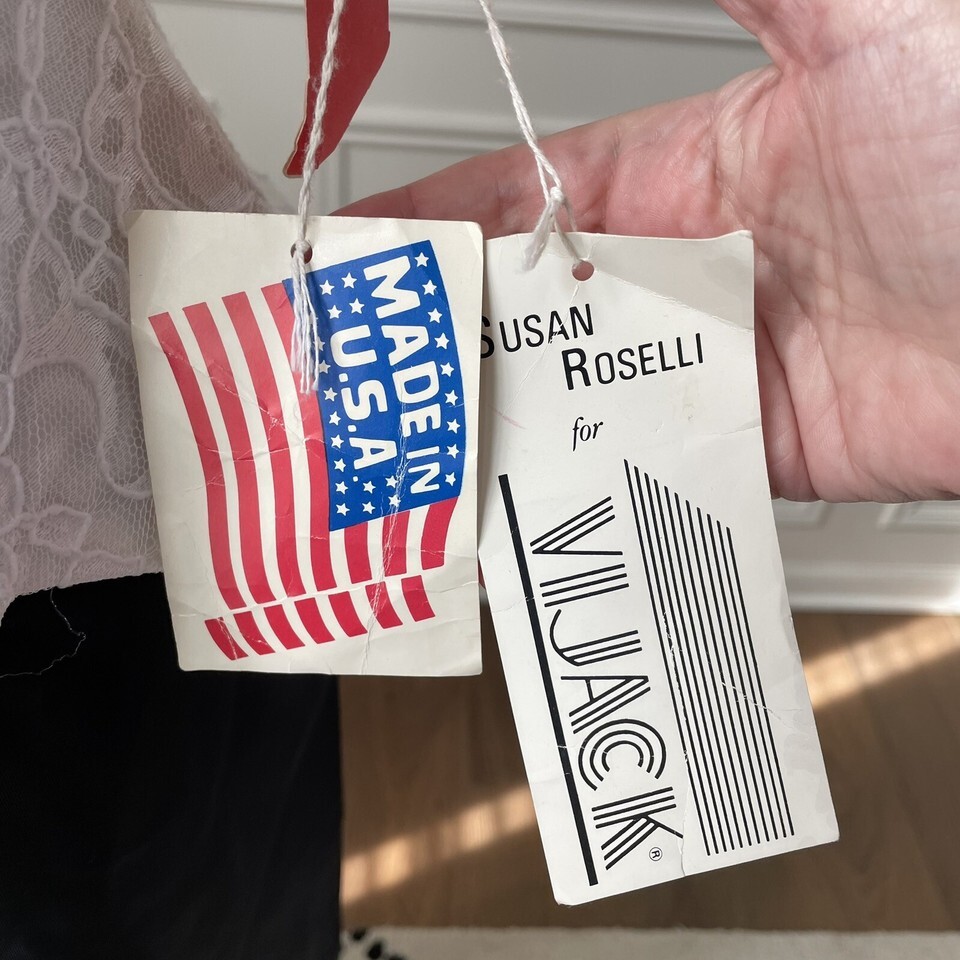 MADE IN
U.S.A.
SUSAN
ROSELLI
for
VIJACK®